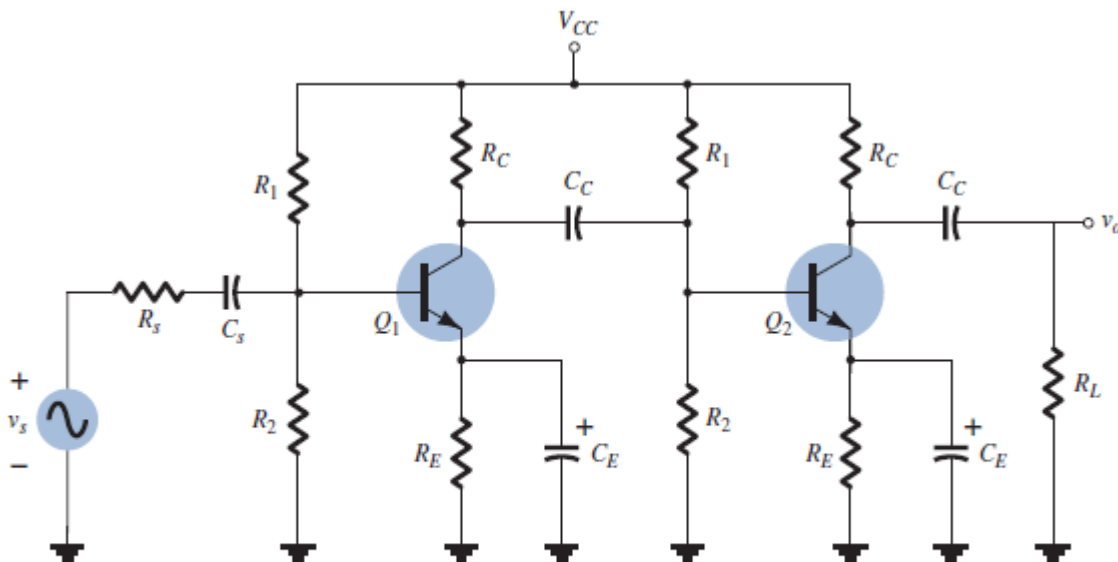 V_CC
R_1
R_C
C_C
R_1
R_C
C_C
v_o
R_s
C_s
Q_1
Q_2
+
v_s
−
R_2
R_E
+
C_E
R_2
R_E
+
C_E
R_L